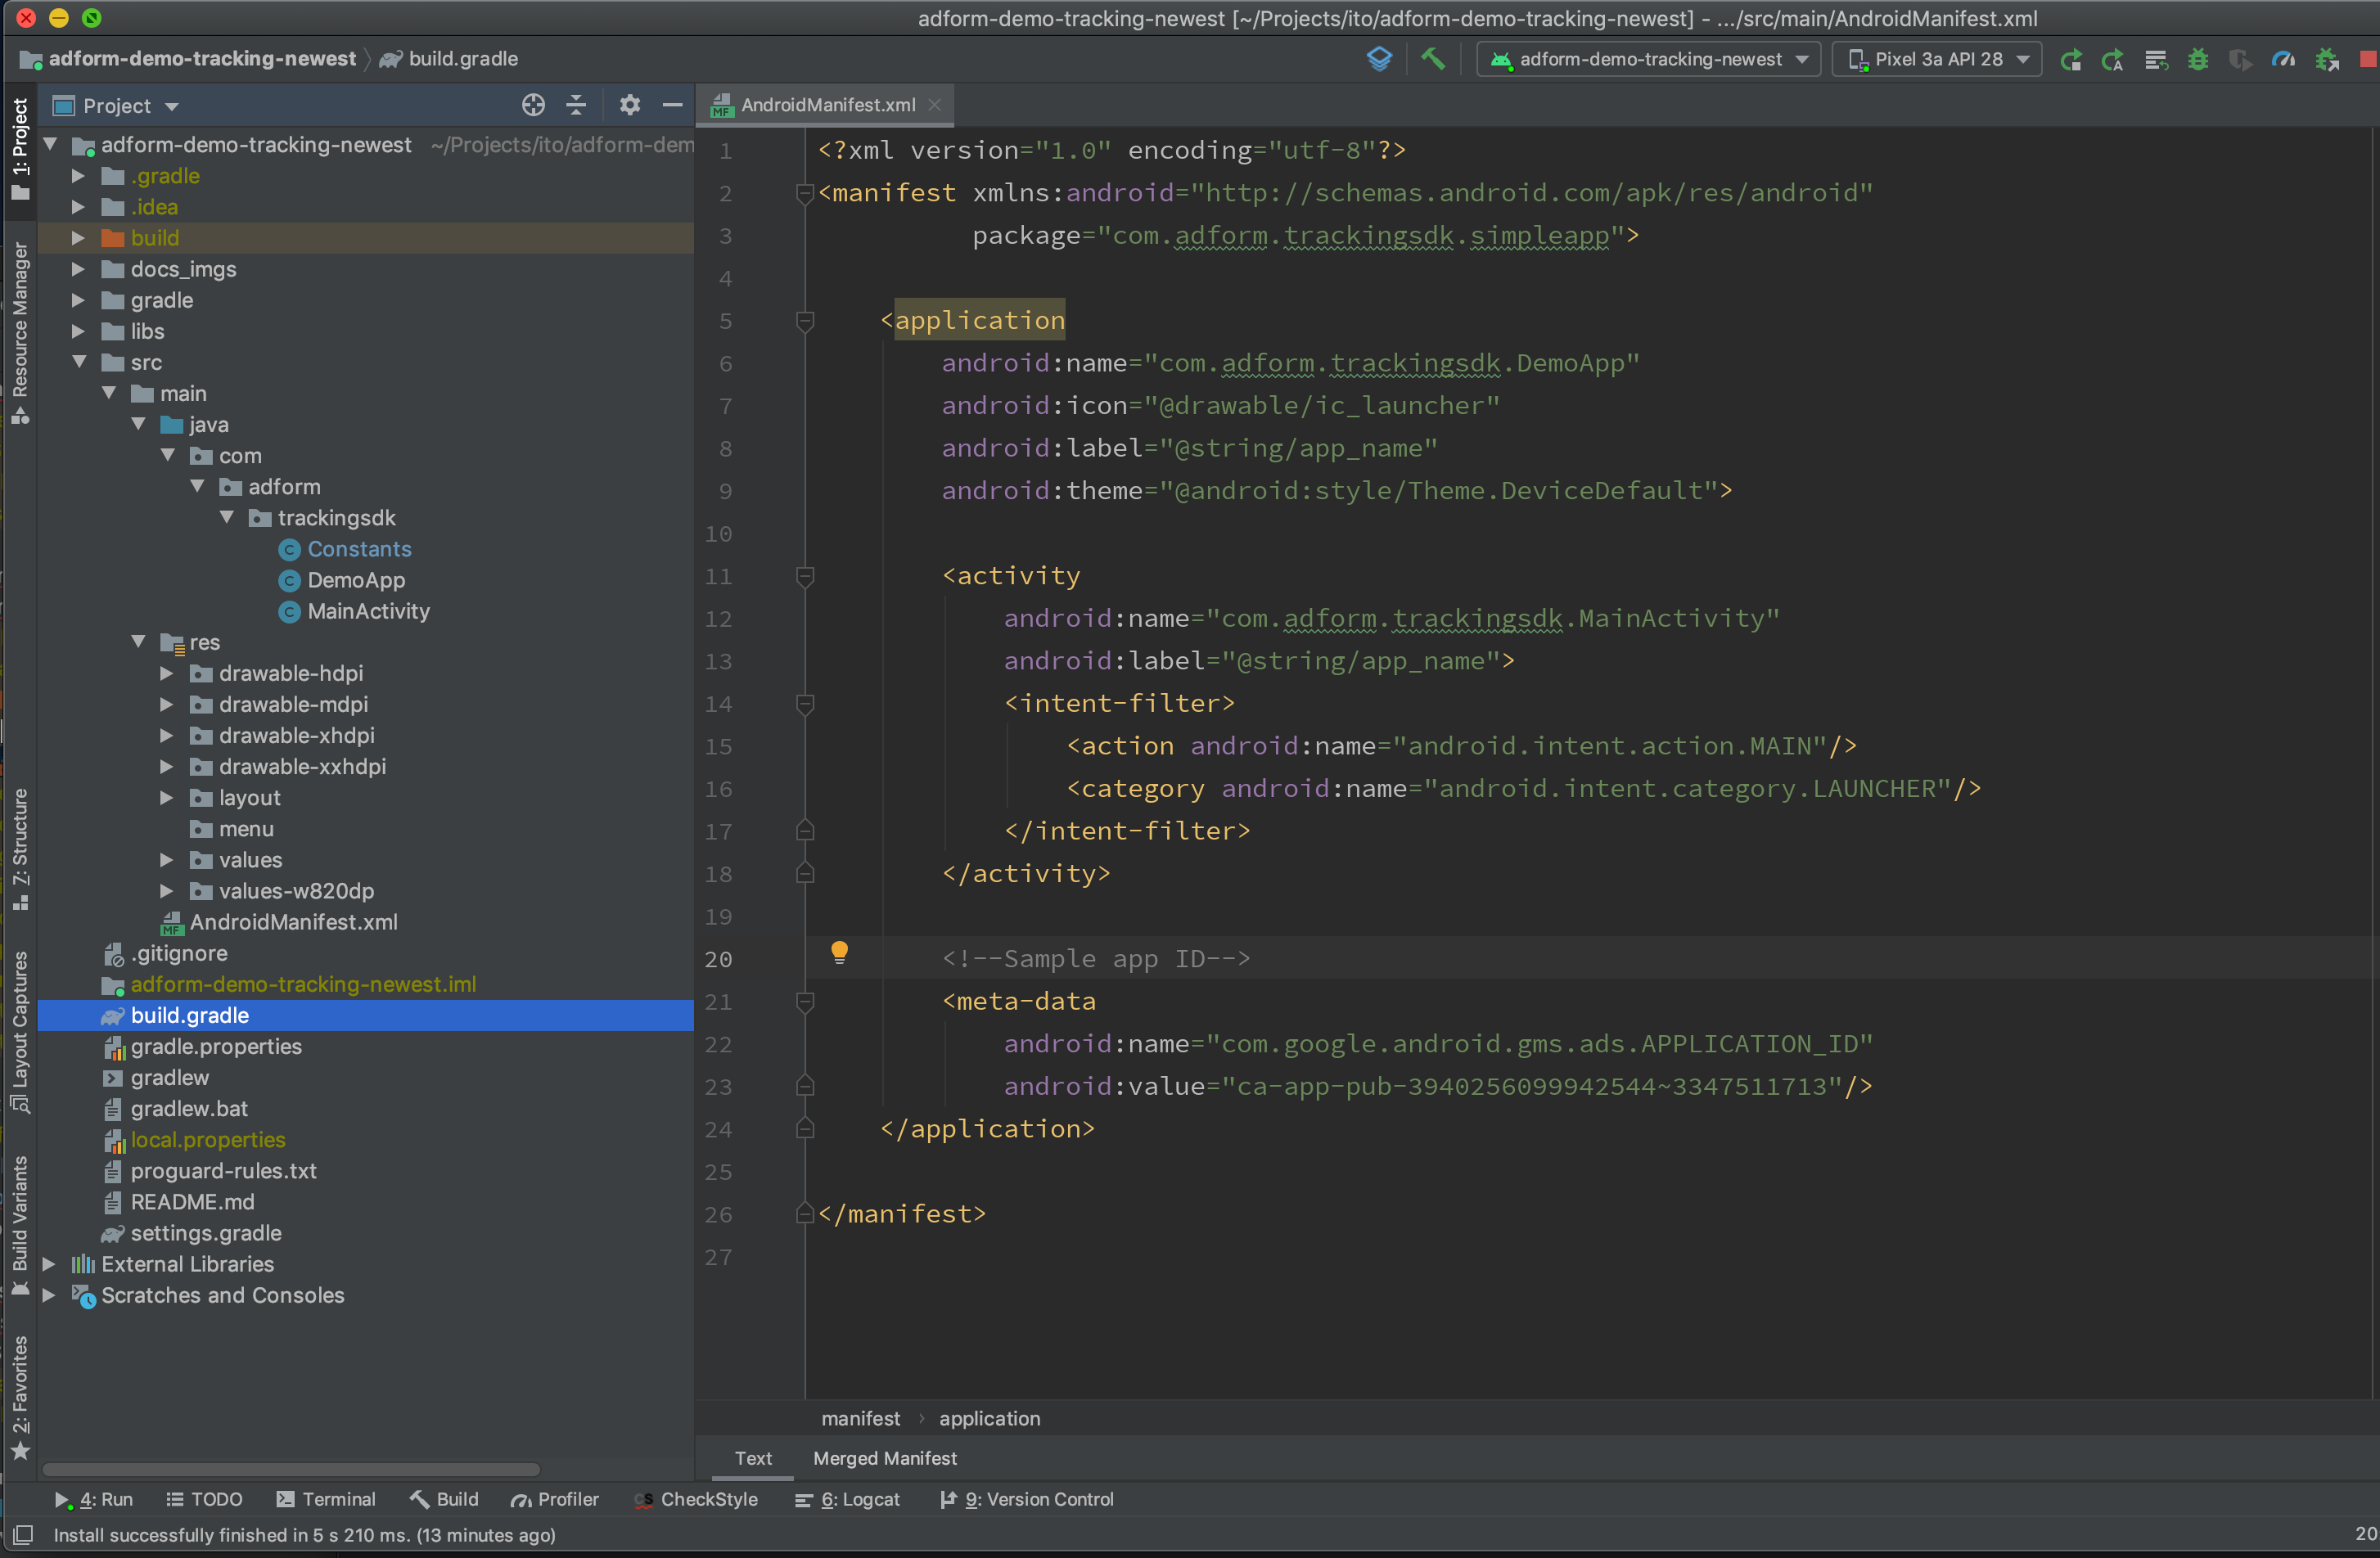 adform-demo-tracking-newest [~/Projects/ito/adform-demo-tracking-newest] - .../src/main/AndroidManifest.xml
adform-demo-tracking-newest build.gradle adform-demo-tracking-newest Pixel 3a API 28
1: Project
Resource Manager
7: Structure
Layout Captures
Build Variants
2: Favorites
Project
adform-demo-tracking-newest ~/Projects/ito/adform-dem
.gradle
.idea
build
docs_imgs
gradle
libs
src
main
java
com
adform
trackingsdk
Constants
DemoApp
MainActivity
res
drawable-hdpi
drawable-mdpi
drawable-xhdpi
drawable-xxhdpi
layout
menu
values
values-w820dp
AndroidManifest.xml
.gitignore
adform-demo-tracking-newest.iml
build.gradle
gradle.properties
gradlew
gradlew.bat
local.properties
proguard-rules.txt
README.md
settings.gradle
External Libraries
Scratches and Consoles
AndroidManifest.xml
1 <?xml version="1.0" encoding="utf-8"?>
2 <manifest xmlns:android="http://schemas.android.com/apk/res/android"
3 package="com.adform.trackingsdk.simpleapp">
4
5 <application
6 android:name="com.adform.trackingsdk.DemoApp"
7 android:icon="@drawable/ic_launcher"
8 android:label="@string/app_name"
9 android:theme="@android:style/Theme.DeviceDefault">
10
11 <activity
12 android:name="com.adform.trackingsdk.MainActivity"
13 android:label="@string/app_name">
14 <intent-filter>
15 <action android:name="android.intent.action.MAIN"/>
16 <category android:name="android.intent.category.LAUNCHER"/>
17 </intent-filter>
18 </activity>
19
20 <!--Sample app ID-->
21 <meta-data
22 android:name="com.google.android.gms.ads.APPLICATION_ID"
23 android:value="ca-app-pub-3940256099942544~3347511713"/>
24 </application>
25
26 </manifest>
27
manifest › application
Text Merged Manifest
4: Run TODO Terminal Build Profiler CheckStyle 6: Logcat 9: Version Control
Install successfully finished in 5 s 210 ms. (13 minutes ago) 20